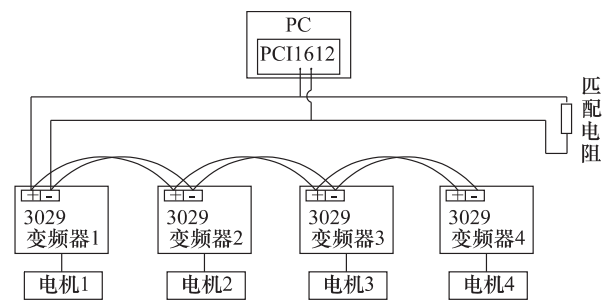 PC
PCI1612
匹配电阻
+ -
+ -
+ -
+ -
3029
变频器1
3029
变频器2
3029
变频器3
3029
变频器4
电机1
电机2
电机3
电机4